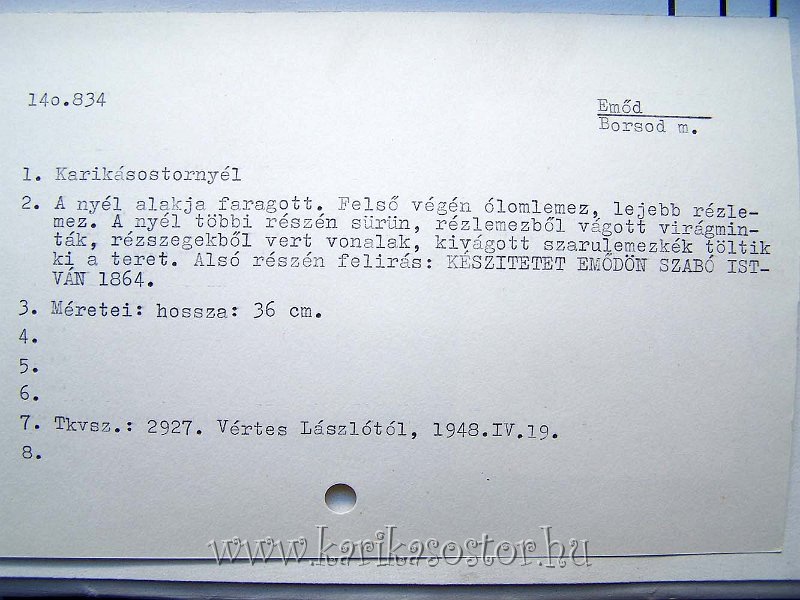 14o.834
Emőd
Borsod m.
1. Karikásostornyél
2. A nyél alakja faragott. Felső végén ólomlemez, lejebb rézle-
mez. A nyél többi részén sürün, rézlemezből vágott virágmin-
ták, rézszegekből vert vonalak, kivágott szarulemezkék töltik
ki a teret. Alsó részén felirás: KÉSZITETET EMŐDÖN SZABÓ IST-
VÁN 1864.
3. Méretei: hossza: 36 cm.
4.
5.
6.
7. Tkvsz.: 2927. Vértes Lászlótól, 1948.IV.19.
8.
www.karikasostor.hu